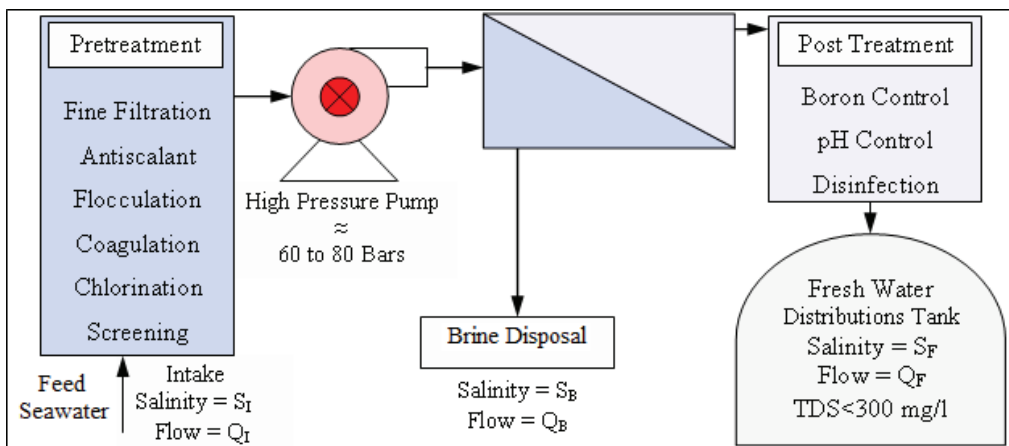 Pretreatment
Fine Filtration
Antiscalant
Flocculation
Coagulation
Chlorination
Screening
Feed
Seawater
Intake
Salinity = S_I
Flow = Q_I
High Pressure Pump
≈
60 to 80 Bars
Brine Disposal
Salinity = S_B
Flow = Q_B
Post Treatment
Boron Control
pH Control
Disinfection
Fresh Water
Distributions Tank
Salinity = S_F
Flow = Q_F
TDS<300 mg/l